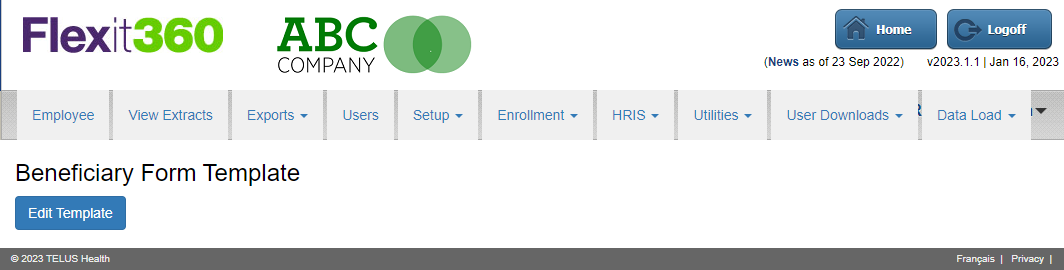 Flexit360
ABC
COMPANY
Home
Logoff
(News as of 23 Sep 2022) v2023.1.1 | Jan 16, 2023
Employee View Extracts Exports Users Setup Enrollment HRIS Utilities User Downloads Data Load
Beneficiary Form Template
Edit Template
© 2023 TELUS Health
Français | Privacy |